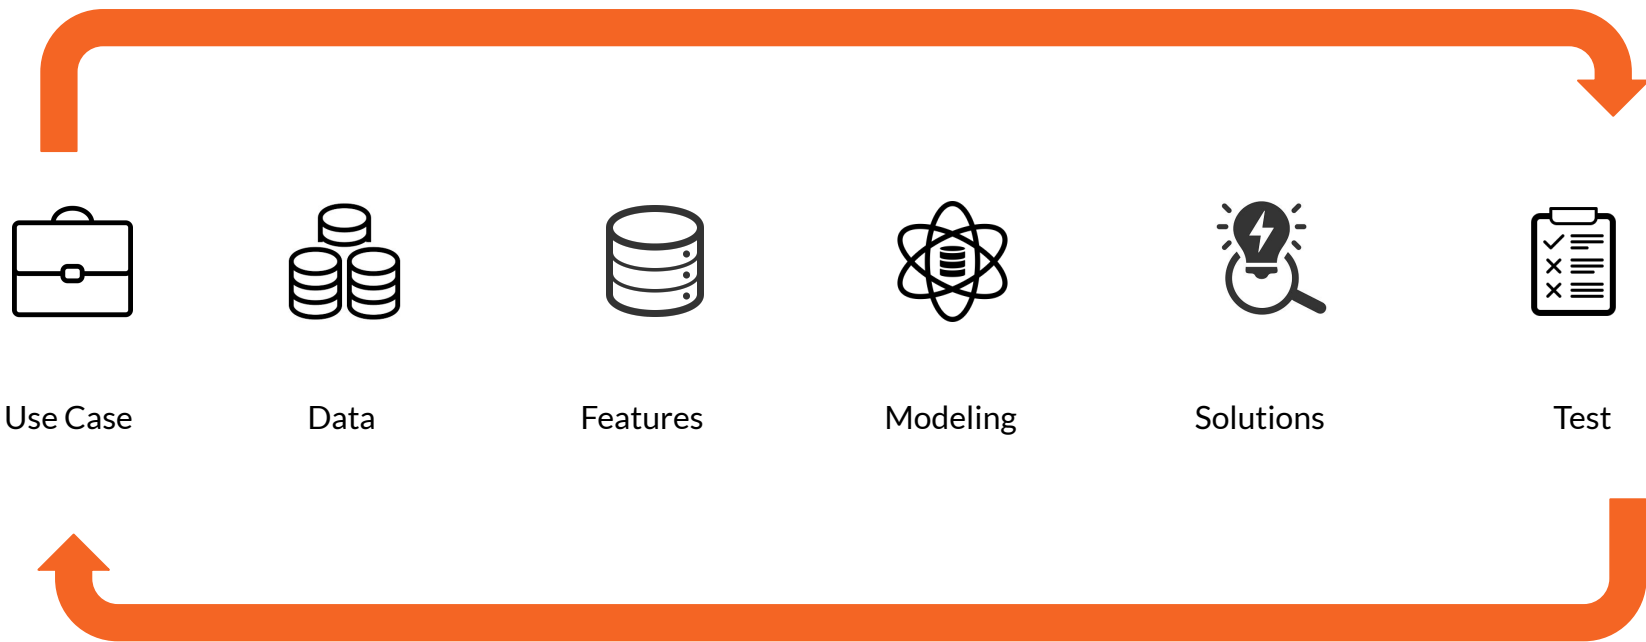 Use Case
Data
Features
Modeling
Solutions
Test